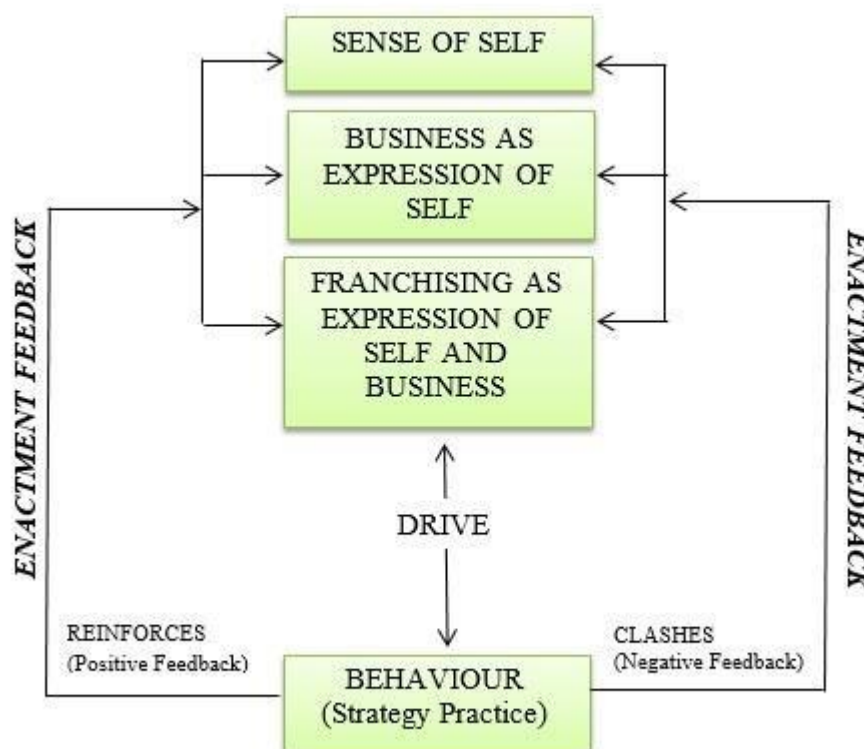 SENSE OF SELF
BUSINESS AS
EXPRESSION OF
SELF
FRANCHISING AS
EXPRESSION OF
SELF AND
BUSINESS
ENACTMENT FEEDBACK
ENACTMENT FEEDBACK
DRIVE
REINFORCES
(Positive Feedback)
CLASHES
(Negative Feedback)
BEHAVIOUR
(Strategy Practice)